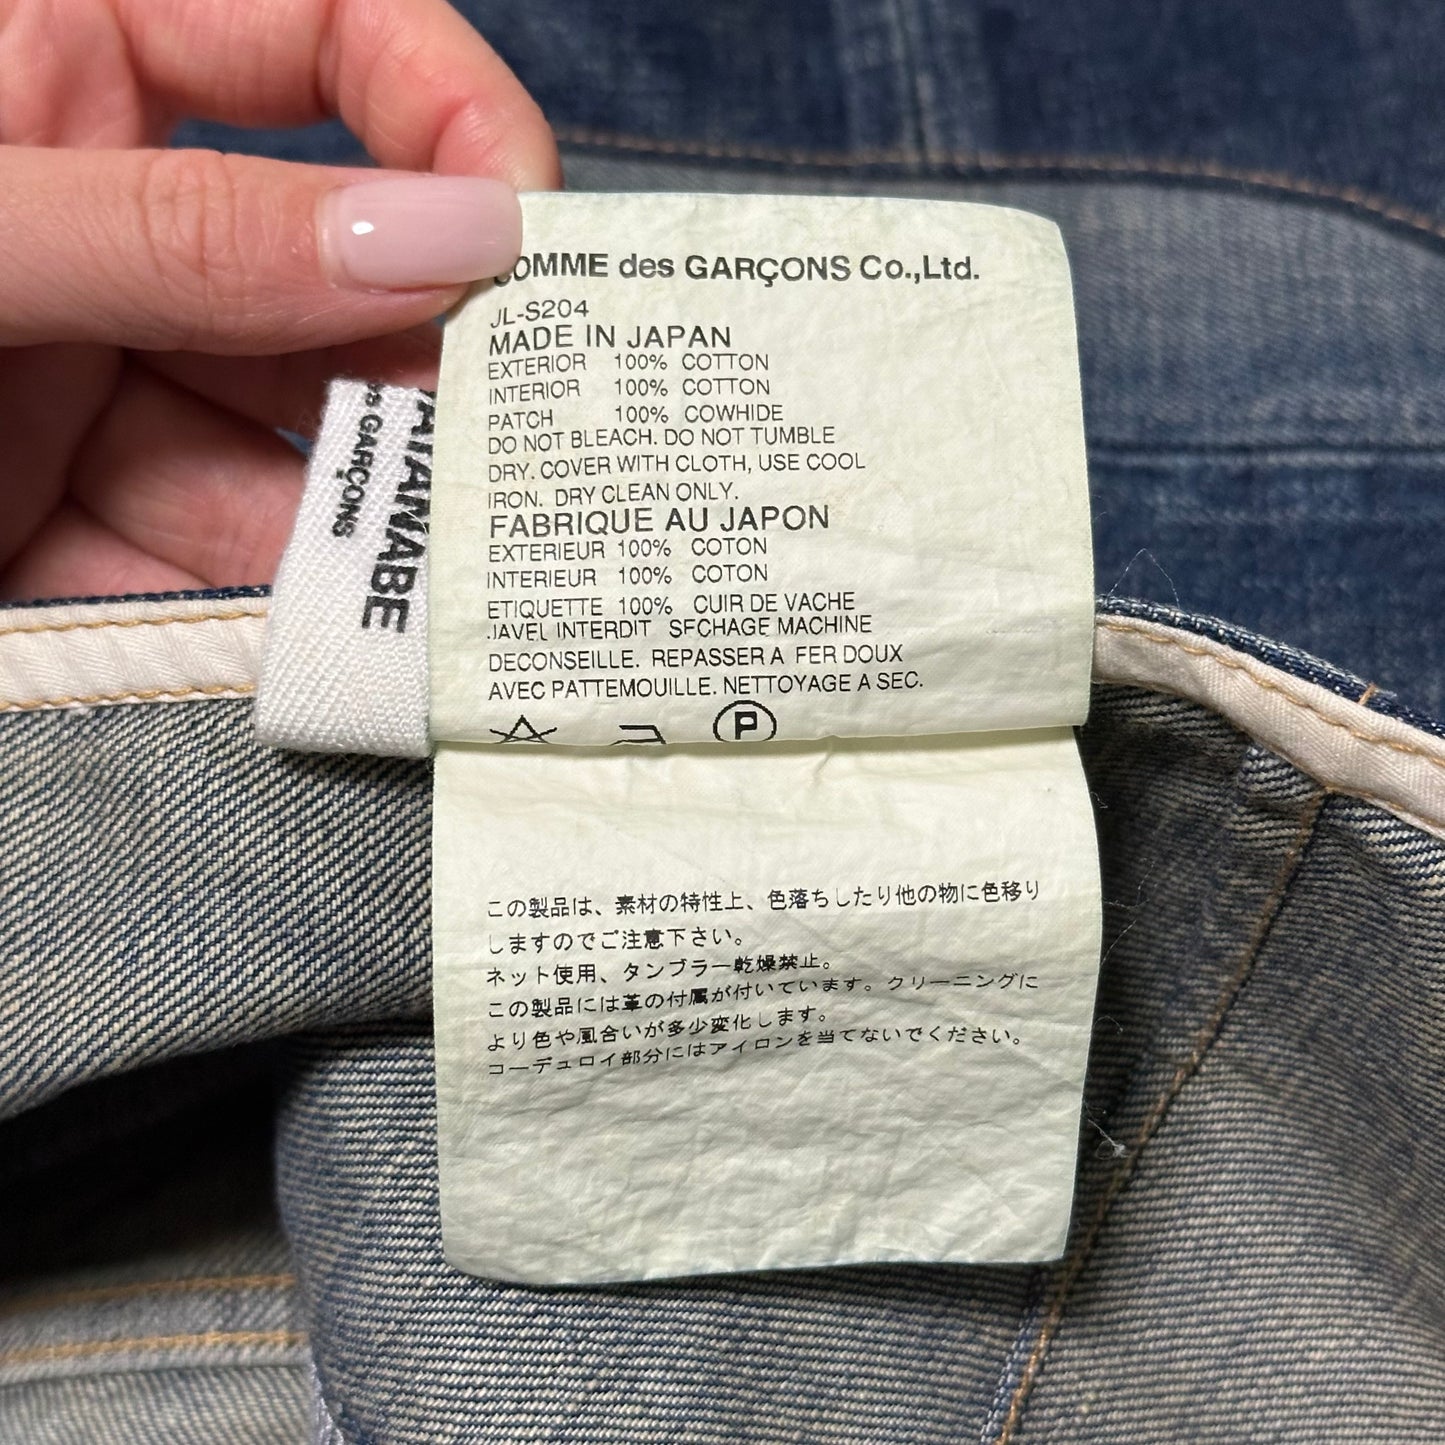 COMME des GARÇONS Co.,Ltd.
JL-S204
MADE IN JAPAN
EXTERIOR 100% COTTON
INTERIOR 100% COTTON
PATCH 100% COWHIDE
DO NOT BLEACH. DO NOT TUMBLE
DRY. COVER WITH CLOTH, USE COOL
IRON. DRY CLEAN ONLY.
FABRIQUE AU JAPON
EXTERIEUR 100% COTON
INTERIEUR 100% COTON
ETIQUETTE 100% CUIR DE VACHE
JAVEL INTERDIT SECHAGE MACHINE
DECONSEILLE. REPASSER A FER DOUX
AVEC PATTEMOUILLE. NETTOYAGE A SEC.
P
この製品は、素材の特性上、色落ちしたり他の物に色移り
しますのでご注意下さい。
ネット使用、タンブラー乾燥禁止。
この製品には革の付属が付いています。クリーニングに
より色や風合いが多少変化します。
コーデュロイ部分にはアイロンを当てないでください。
GARÇONS